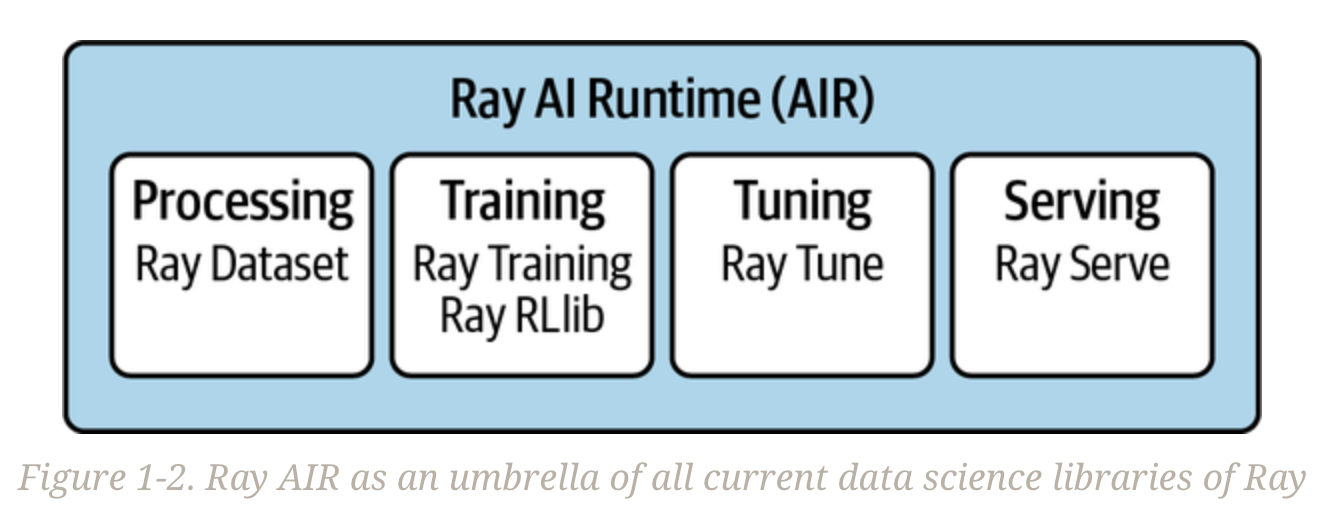 Ray AI Runtime (AIR)
Processing
Ray Dataset
Training
Ray Training
Ray RLlib
Tuning
Ray Tune
Serving
Ray Serve
Figure 1-2. Ray AIR as an umbrella of all current data science libraries of Ray